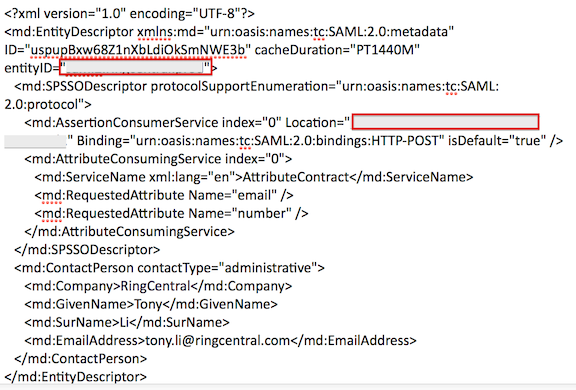 <?xml version="1.0" encoding="UTF-8"?>
<md:EntityDescriptor xmlns:md="urn:oasis:names:tc:SAML:2.0:metadata"
ID="uspupBxw68Z1nXbLdiOkSmNWE3b" cacheDuration="PT1440M"
entityID=" ">
<md:SPSSODescriptor protocolSupportEnumeration="urn:oasis:names:tc:SAML:
2.0:protocol">
<md:AssertionConsumerService index="0" Location="
" Binding="urn:oasis:names:tc:SAML:2.0:bindings:HTTP-POST" isDefault="true" />
<md:AttributeConsumingService index="0">
<md:ServiceName xml:lang="en">AttributeContract</md:ServiceName>
<md:RequestedAttribute Name="email" />
<md:RequestedAttribute Name="number" />
</md:AttributeConsumingService>
</md:SPSSODescriptor>
<md:ContactPerson contactType="administrative">
<md:Company>RingCentral</md:Company>
<md:GivenName>Tony</md:GivenName>
<md:SurName>Li</md:SurName>
<md:EmailAddress>tony.li@ringcentral.com</md:EmailAddress>
</md:ContactPerson>
</md:EntityDescriptor>